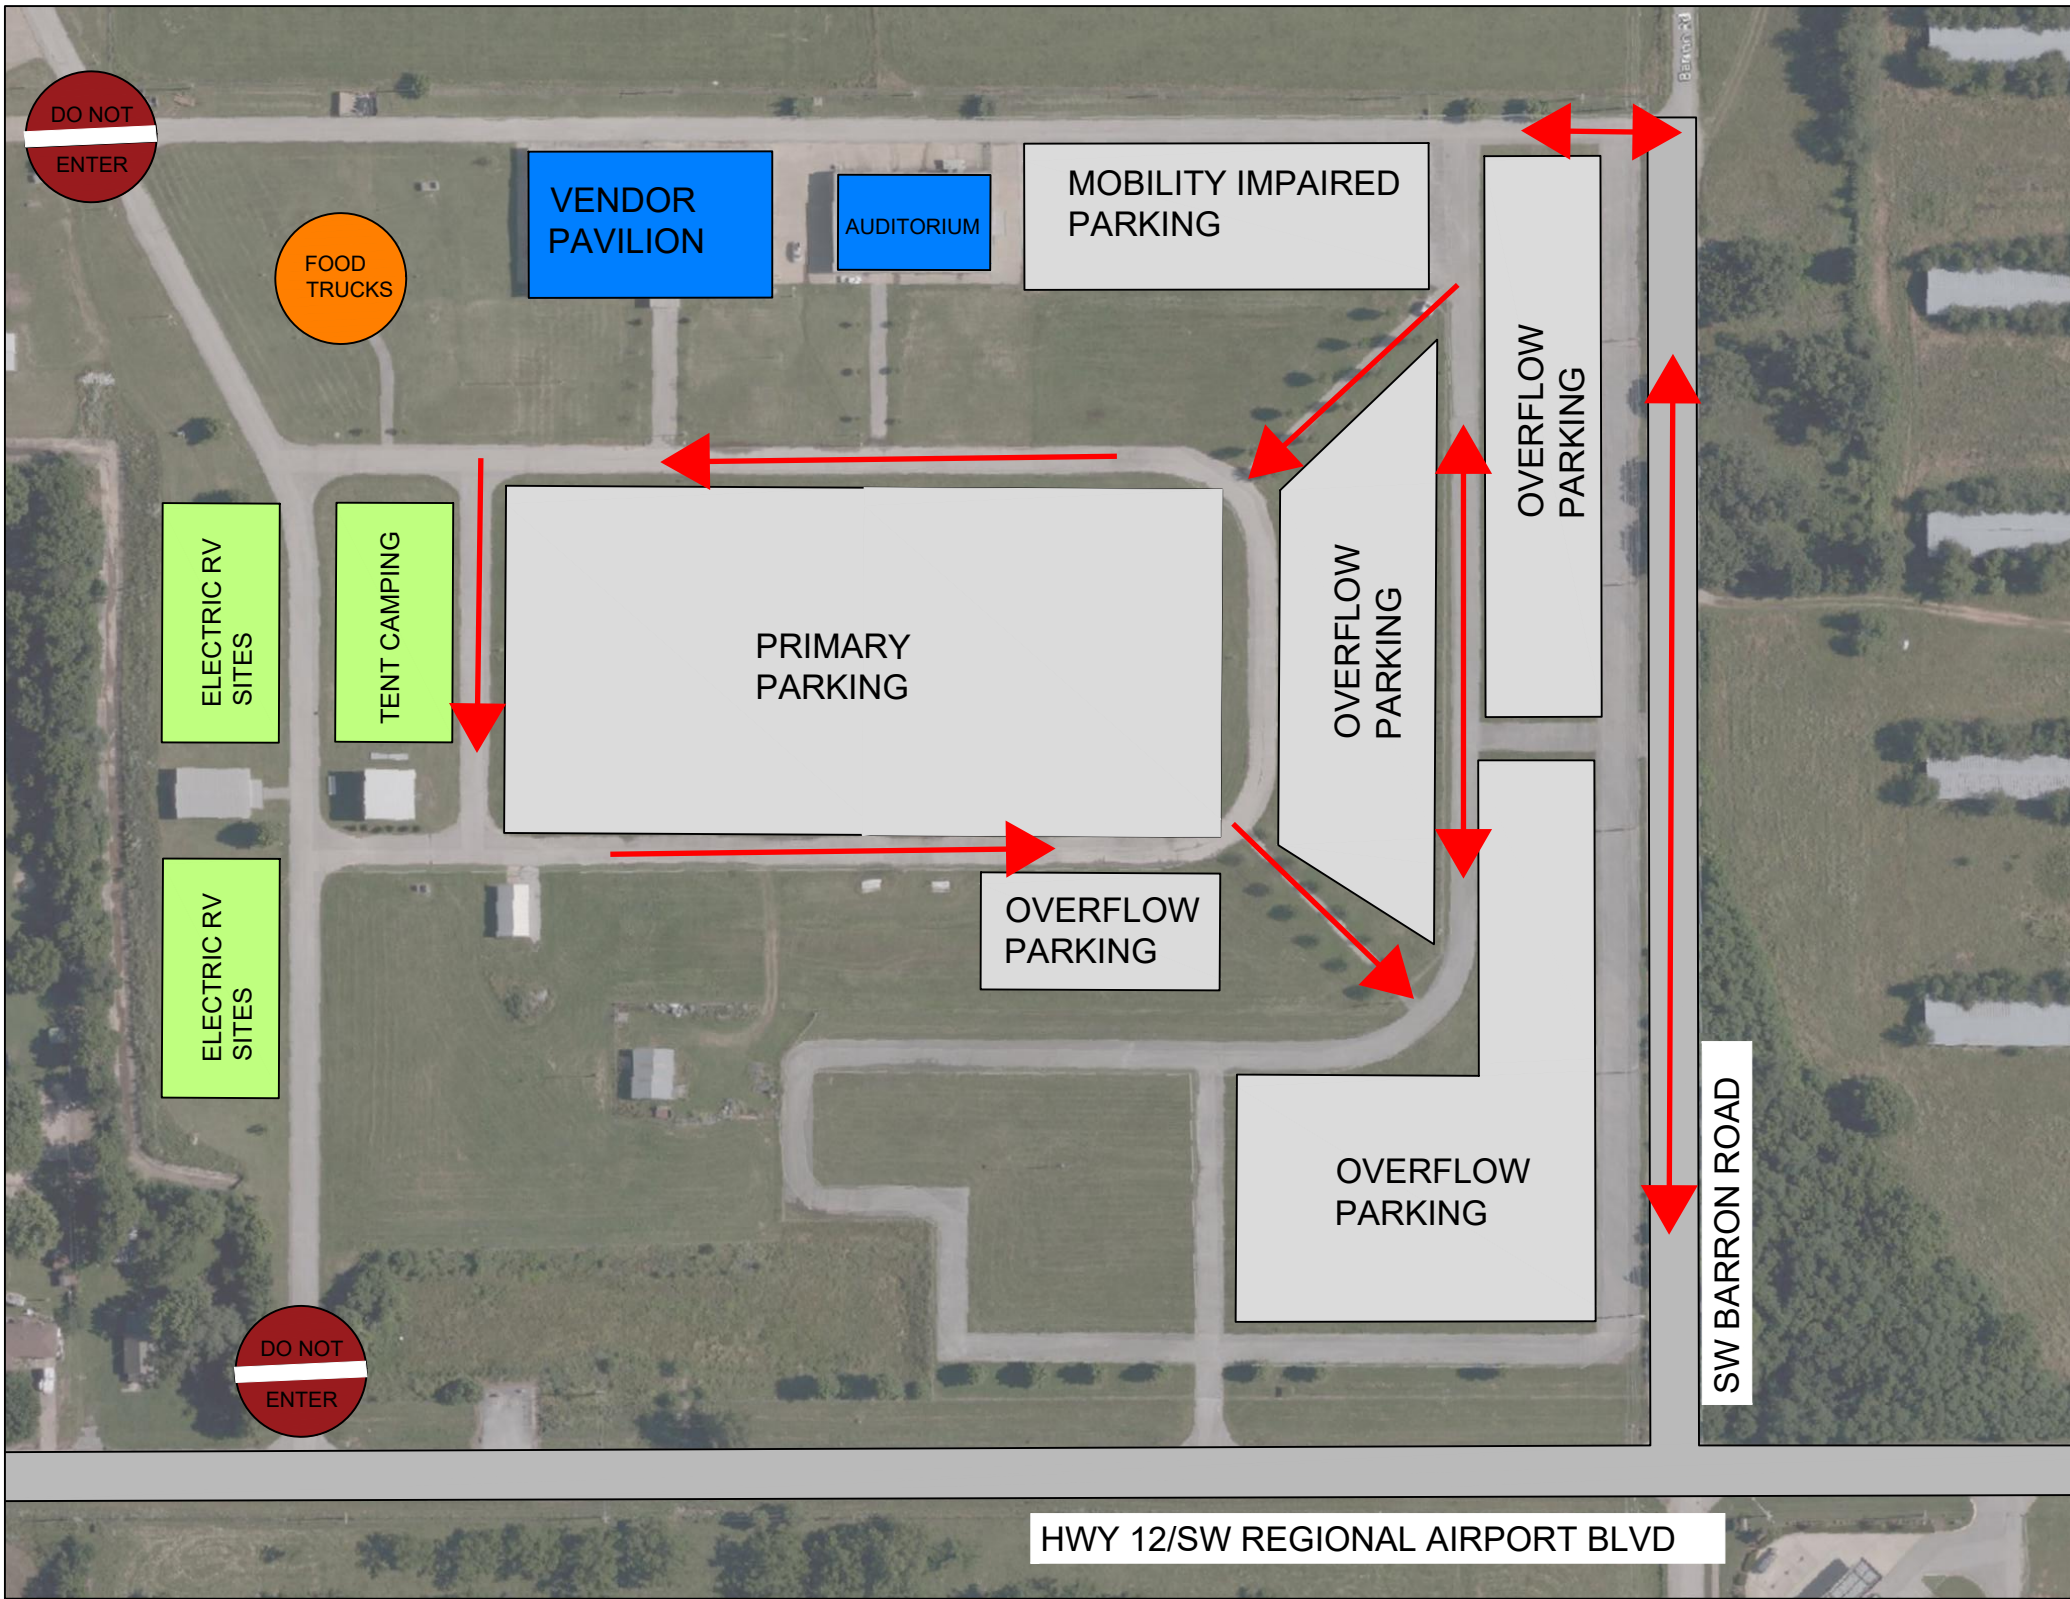 Barron Rd
DO NOT
ENTER
VENDOR
PAVILION
AUDITORIUM
MOBILITY IMPAIRED
PARKING
FOOD
TRUCKS
OVERFLOW
PARKING
ELECTRIC RV
SITES
TENT CAMPING
PRIMARY
PARKING
OVERFLOW
PARKING
ELECTRIC RV
SITES
OVERFLOW
PARKING
OVERFLOW
PARKING
SW BARRON ROAD
DO NOT
ENTER
HWY 12/SW REGIONAL AIRPORT BLVD